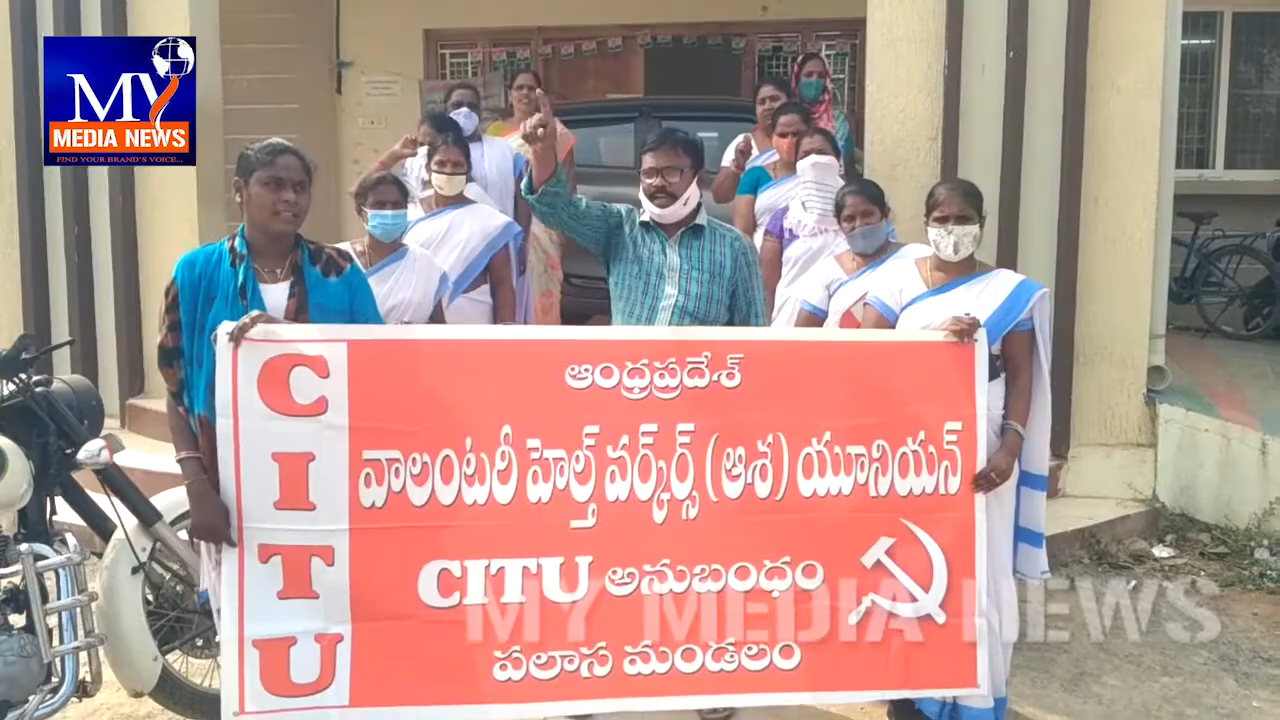 MY
MEDIA NEWS
FIND YOUR BRAND'S VOICE...
CITU
ఆంధ్రప్రదేశ్
వాలంటరీ హెల్త్ వర్కర్స్ (ఆశ) యూనియన్
CITU అనుబంధం
పలాస మండలం
MY MEDIA NEWS